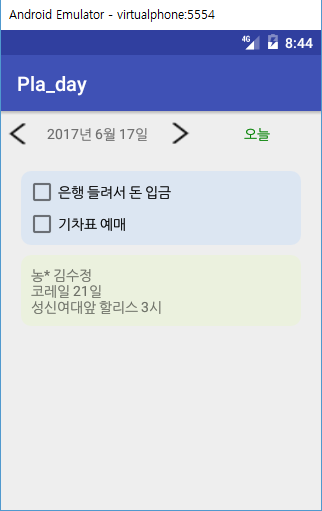 Android Emulator - virtualphone:5554
4G 8:44
Pla_day
2017년 6월 17일 오늘
은행 들려서 돈 입금
기차표 예매
농* 김수정
코레일 21일
성신여대앞 할리스 3시